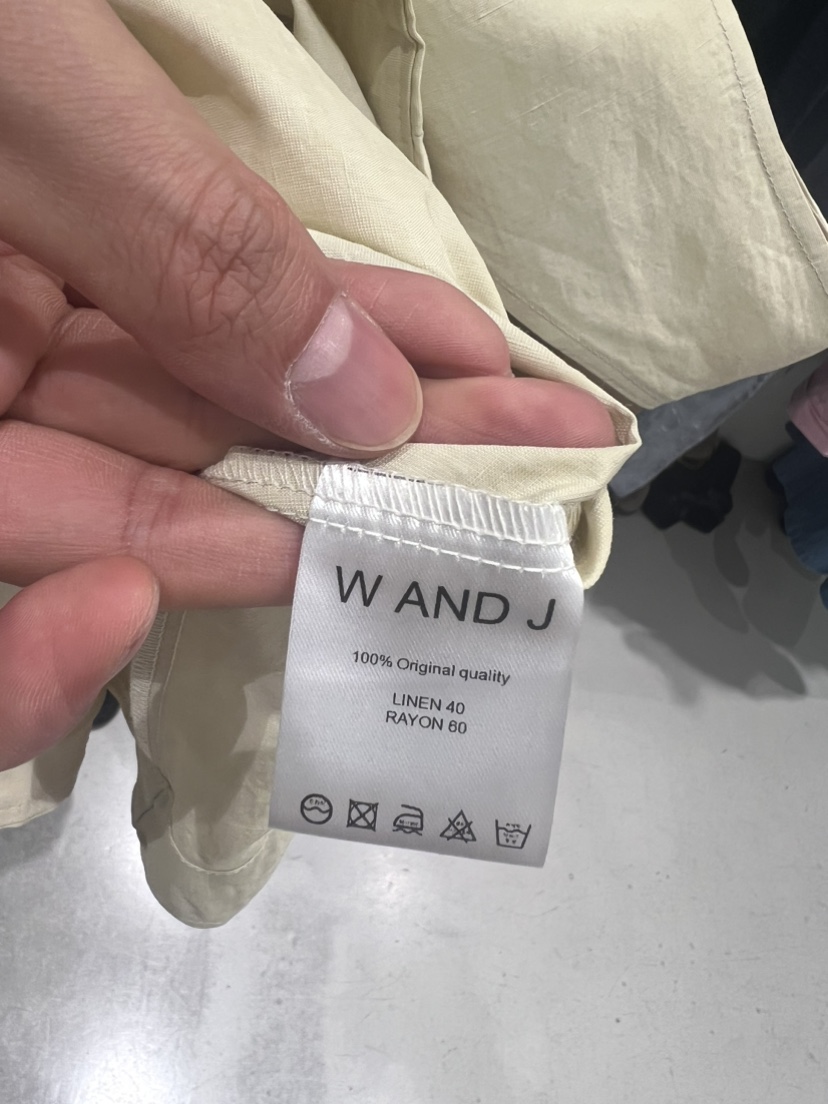 W AND J
100% Original quality
LINEN 40
RAYON 60